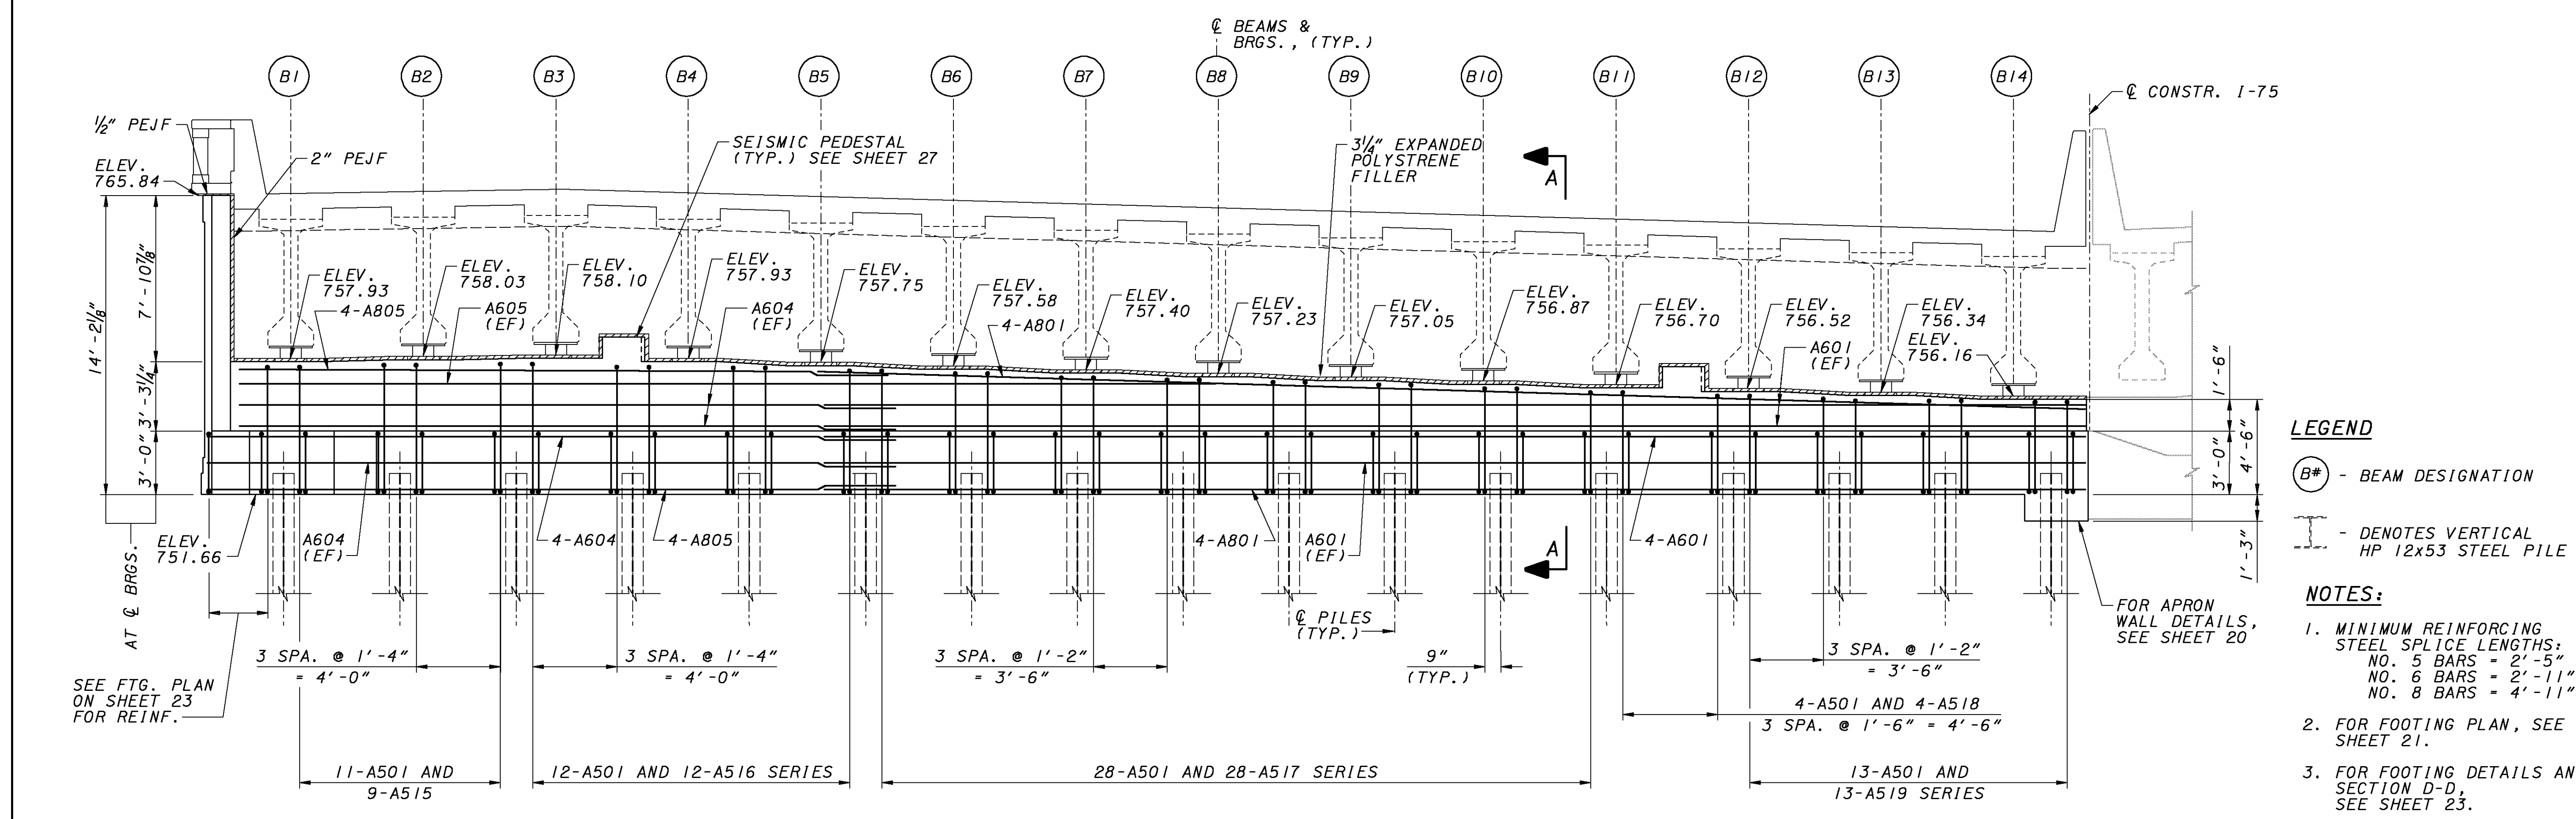 ℄ BEAMS &
BRGS., (TYP.)
B1
B2
B3
B4
B5
B6
B7
B8
B9
B10
B11
B12
B13
B14
℄ CONSTR. I-75
½" PEJF
2" PEJF
ELEV.
765.84
SEISMIC PEDESTAL
(TYP.) SEE SHEET 27
3¼" EXPANDED
POLYSTRENE
FILLER
A
ELEV.
757.93
ELEV.
758.03
ELEV.
758.10
ELEV.
757.93
ELEV.
757.75
ELEV.
757.58
ELEV.
757.40
ELEV.
757.23
ELEV.
757.05
ELEV.
756.87
ELEV.
756.70
ELEV.
756.52
ELEV.
756.34
ELEV.
756.16
4-A805
A605
(EF)
A604
(EF)
4-A801
A601
(EF)
14'-2⅛"
7'-10⅞"
3'-3¼"
3'-0"
1'-6"
3'-0"
4'-6"
1'-3"
AT ℄ BRGS.
ELEV.
751.66
A604
(EF)
4-A604
4-A805
4-A801
A601
(EF)
4-A601
A
℄ PILES
(TYP.)
FOR APRON
WALL DETAILS,
SEE SHEET 20
SEE FTG. PLAN
ON SHEET 23
FOR REINF.
3 SPA. @ 1'-4"
= 4'-0"
3 SPA. @ 1'-4"
= 4'-0"
3 SPA. @ 1'-2"
= 3'-6"
9"
(TYP.)
3 SPA. @ 1'-2"
= 3'-6"
4-A501 AND 4-A518
3 SPA. @ 1'-6" = 4'-6"
11-A501 AND
9-A515
12-A501 AND 12-A516 SERIES
28-A501 AND 28-A517 SERIES
13-A501 AND
13-A519 SERIES
LEGEND
B# - BEAM DESIGNATION
- DENOTES VERTICAL
HP 12x53 STEEL PILE
NOTES:
1. MINIMUM REINFORCING
STEEL SPLICE LENGTHS:
NO. 5 BARS = 2'-5"
NO. 6 BARS = 2'-11"
NO. 8 BARS = 4'-11"
2. FOR FOOTING PLAN, SEE
SHEET 21.
3. FOR FOOTING DETAILS AN
SECTION D-D,
SEE SHEET 23.